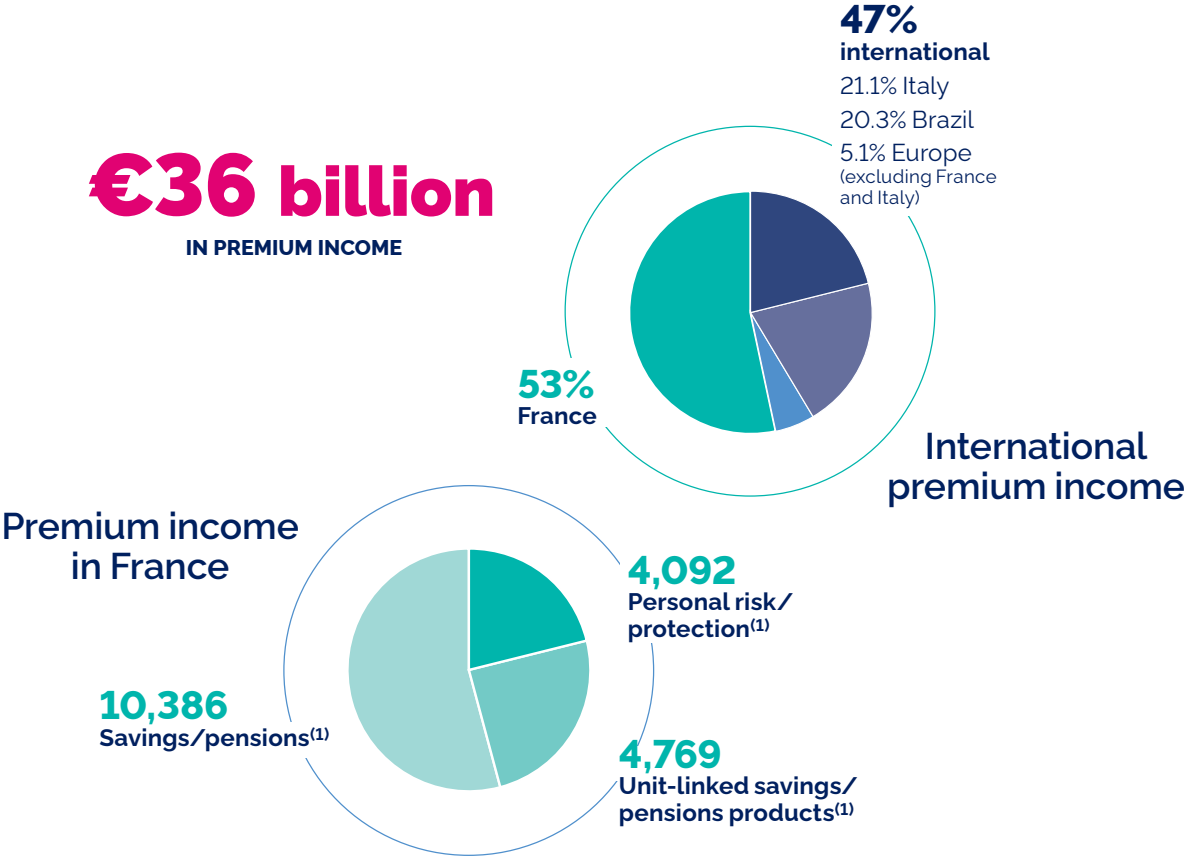 47%
international
21.1% Italy
20.3% Brazil
5.1% Europe
(excluding France
and Italy)
€36 billion
IN PREMIUM INCOME
53%
France
International
premium income
Premium income
in France
4,092
Personal risk/
protection(1)
10,386
Savings/pensions(1)
4,769
Unit-linked savings/
pensions products(1)